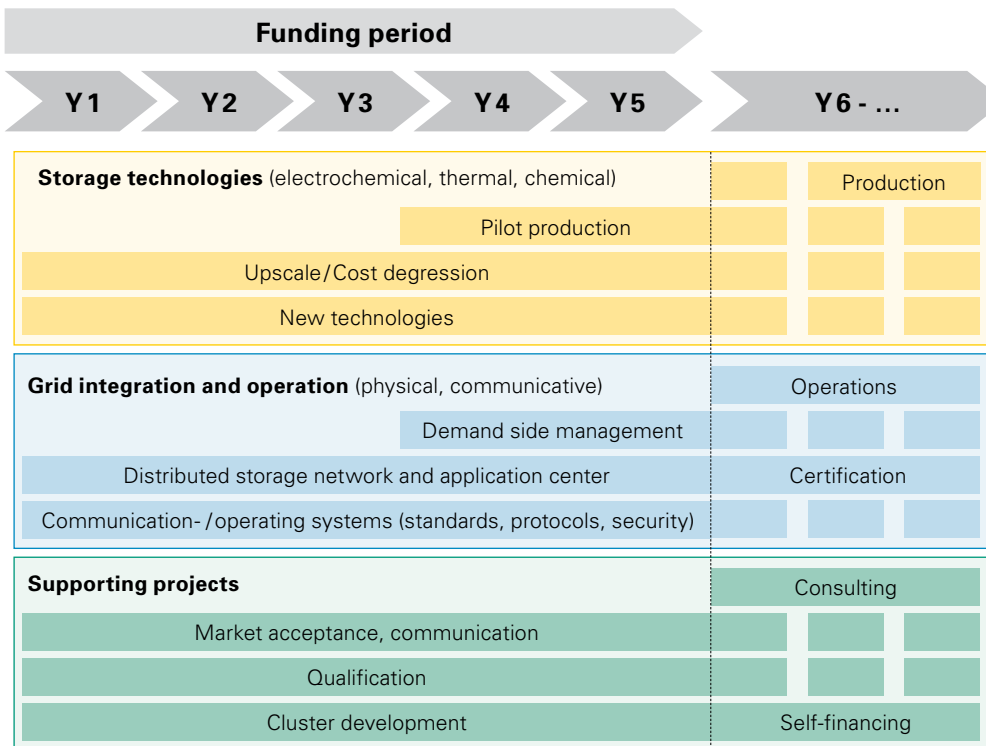 Funding period
Y1 Y2 Y3 Y4 Y5 Y6 - ...
Storage technologies (electrochemical, thermal, chemical)
Production
Pilot production
Upscale/Cost degression
New technologies
Grid integration and operation (physical, communicative)
Operations
Demand side management
Distributed storage network and application center
Certification
Communication-/operating systems (standards, protocols, security)
Supporting projects
Consulting
Market acceptance, communication
Qualification
Cluster development
Self-financing